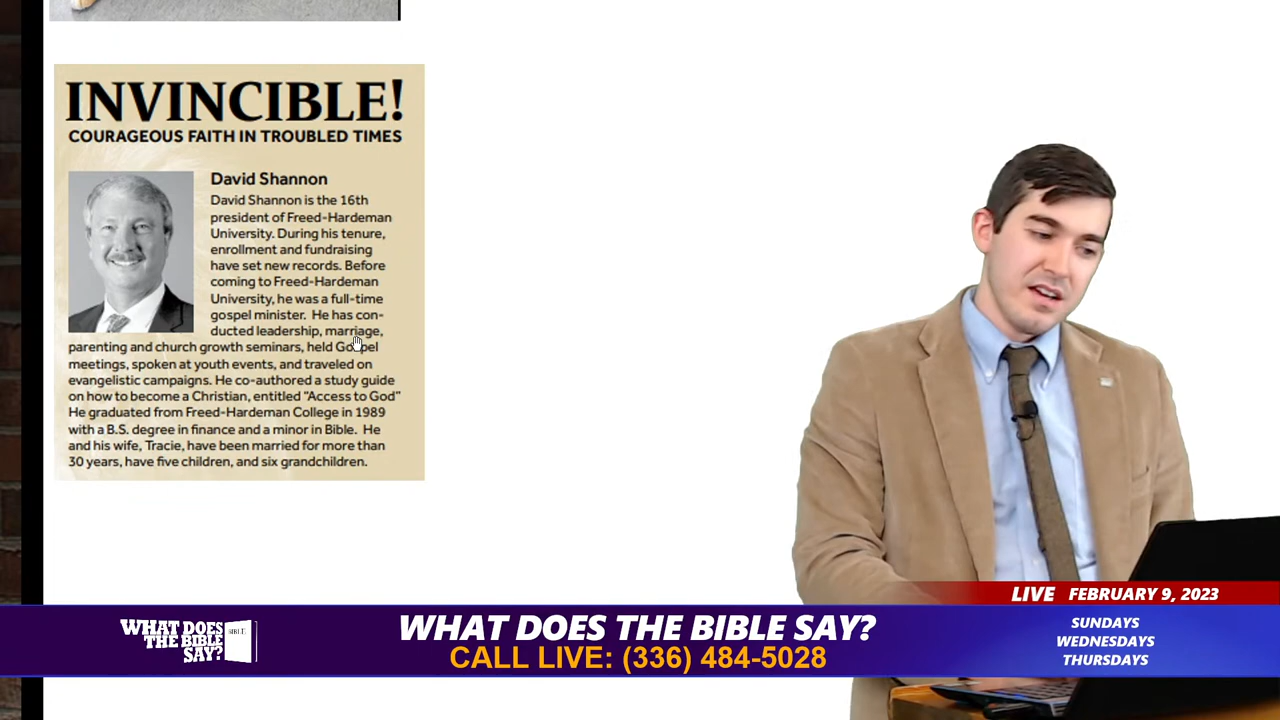 INVINCIBLE!
COURAGEOUS FAITH IN TROUBLED TIMES
David Shannon
David Shannon is the 16th
president of Freed-Hardeman
University. During his tenure,
enrollment and fundraising
have set new records. Before
coming to Freed-Hardeman
University, he was a full-time
gospel minister. He has con-
ducted leadership, marriage,
parenting and church growth seminars, held Gospel
meetings, spoken at youth events, and traveled on
evangelistic campaigns. He co-authored a study guide
on how to become a Christian, entitled "Access to God"
He graduated from Freed-Hardeman College in 1989
with a B.S. degree in finance and a minor in Bible. He
and his wife, Tracie, have been married for more than
30 years, have five children, and six grandchildren.
LIVE FEBRUARY 9, 2023
WHAT DOES
THE BIBLE
SAY?
BIBLE
WHAT DOES THE BIBLE SAY?
CALL LIVE: (336) 484-5028
SUNDAYS
WEDNESDAYS
THURSDAYS